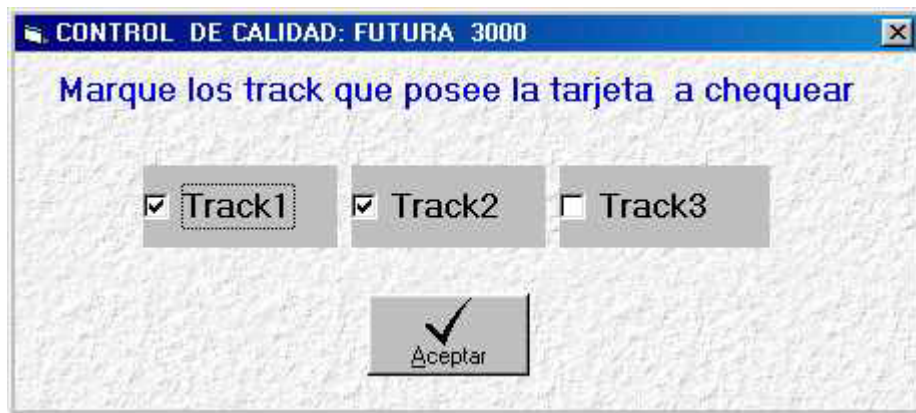 CONTROL DE CALIDAD: FUTURA 3000
Marque los track que posee la tarjeta a chequear
Track1 Track2 Track3
Aceptar